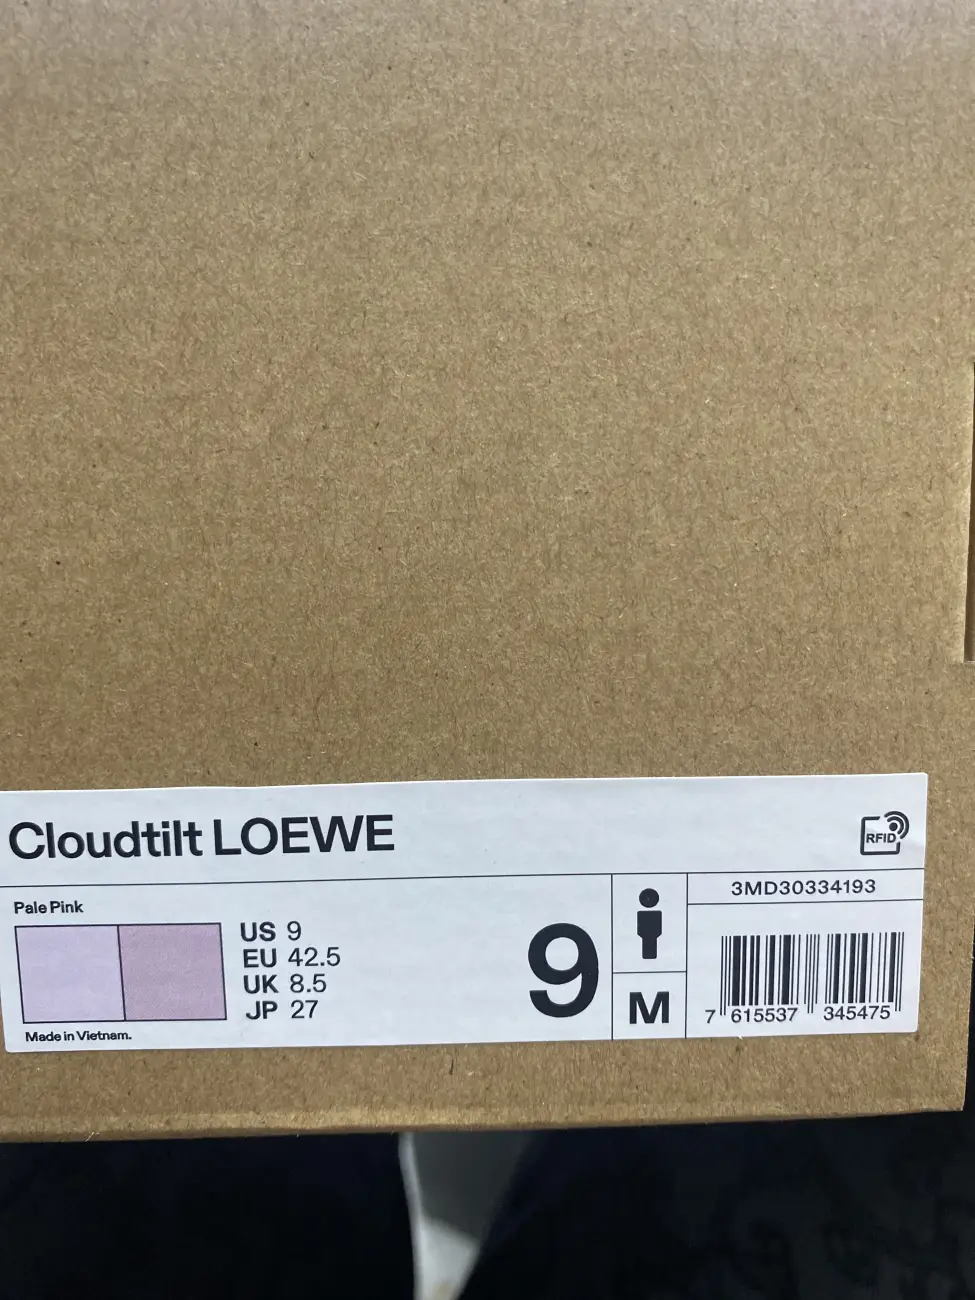 Cloudtilt LOEWE
RFID
Pale Pink
US 9
EU 42.5
UK 8.5
JP 27
Made in Vietnam.
9
M
3MD30334193
7 615537 345475